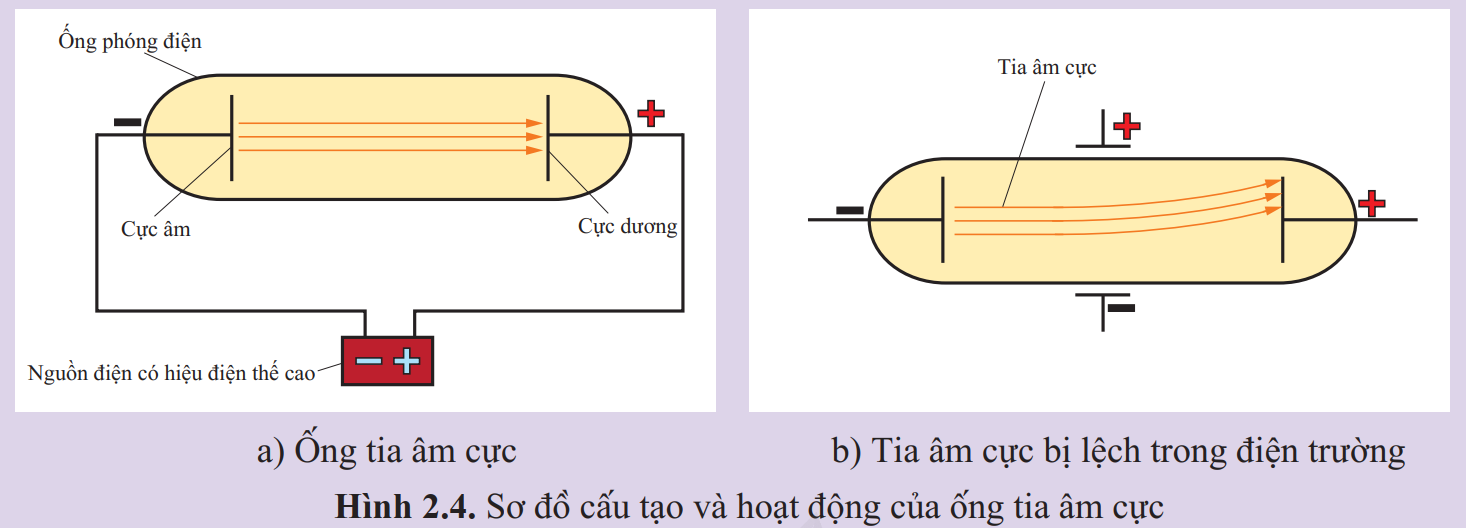 Ống phóng điện
Cực âm
Cực dương
Nguồn điện có hiệu điện thế cao
a) Ống tia âm cực
Tia âm cực
b) Tia âm cực bị lệch trong điện trường
Hình 2.4. Sơ đồ cấu tạo và hoạt động của ống tia âm cực